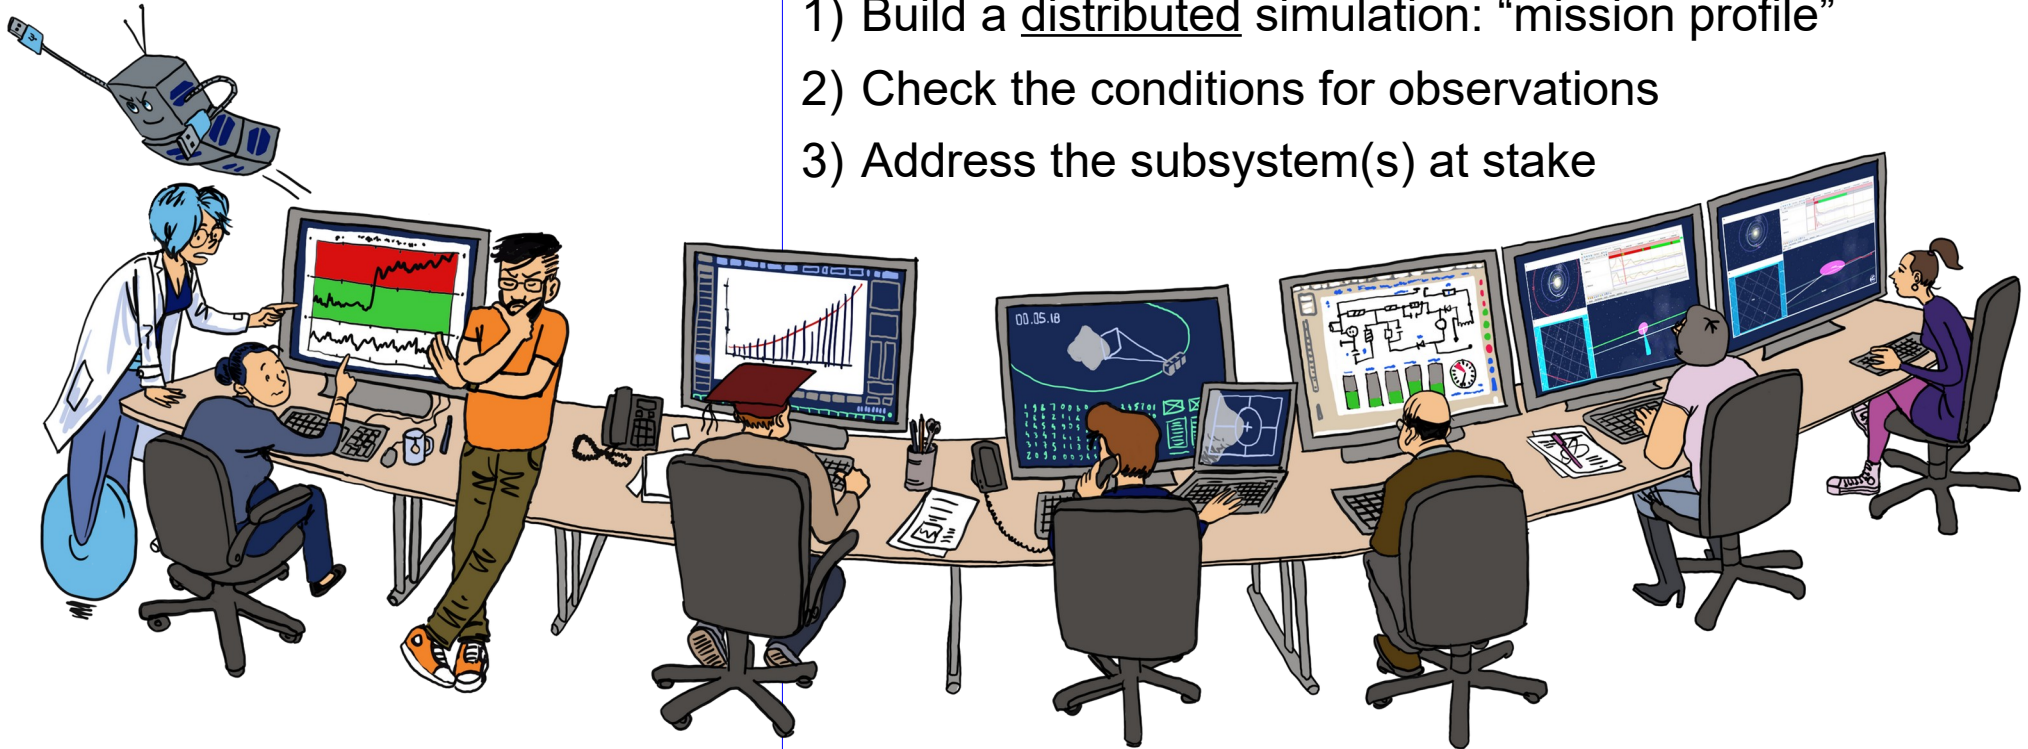 1) Build a distributed simulation: “mission profile”
2) Check the conditions for observations
3) Address the subsystem(s) at stake
00.05.18